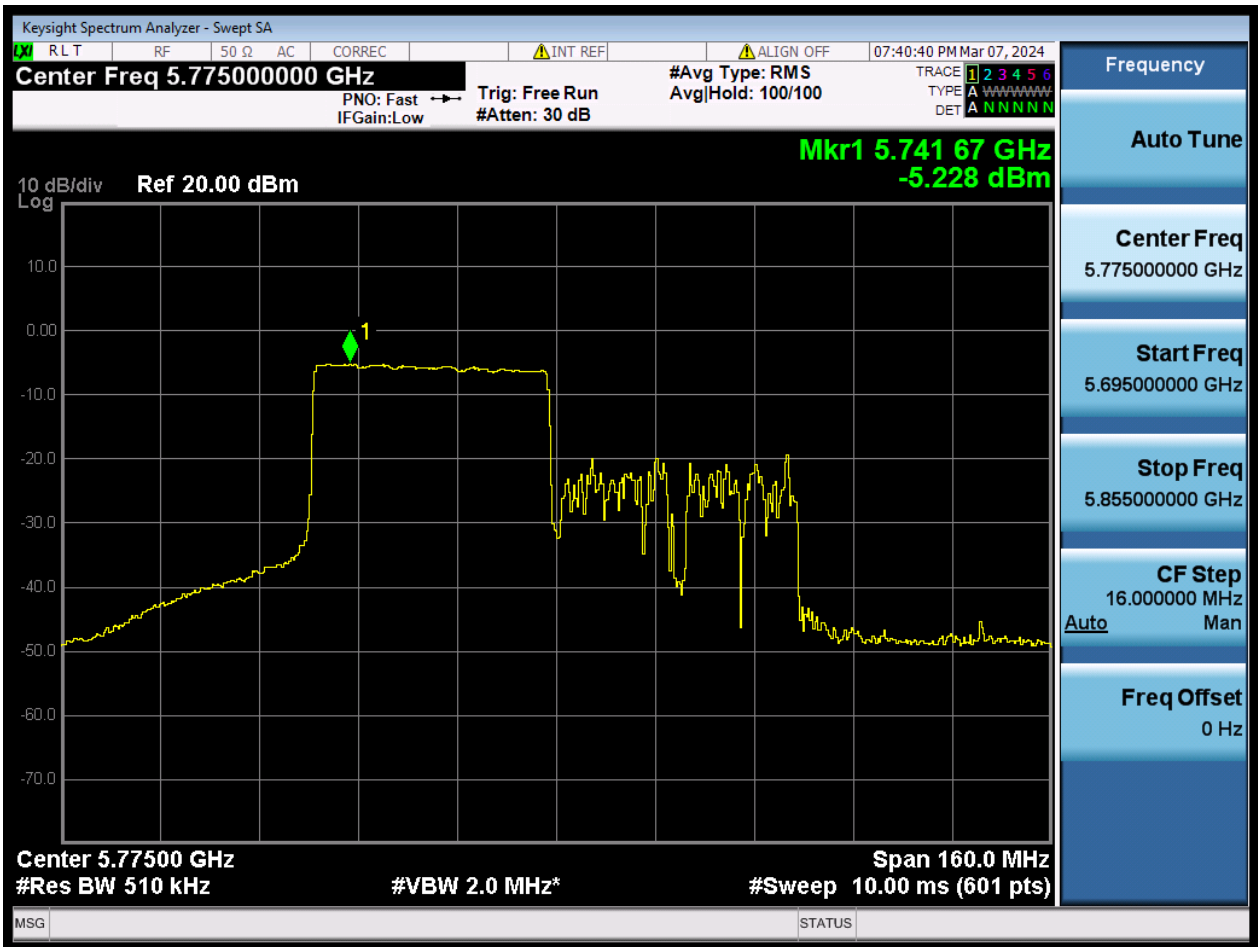 Keysight Spectrum Analyzer - Swept SA
LXI RLT RF 50 Ω AC CORREC INT REF ALIGN OFF 07:40:40 PM Mar 07, 2024
Center Freq 5.775000000 GHz
PNO: Fast
IFGain:Low
Trig: Free Run
#Atten: 30 dB
#Avg Type: RMS
Avg|Hold: 100/100
TRACE 1 2 3 4 5 6
TYPE A WWWWW
DET A N N N N N
Mkr1 5.741 67 GHz
-5.228 dBm
10 dB/div Ref 20.00 dBm
Log
10.0
0.00
-10.0
-20.0
-30.0
-40.0
-50.0
-60.0
-70.0
1
Center 5.77500 GHz Span 160.0 MHz
#Res BW 510 kHz #VBW 2.0 MHz* #Sweep 10.00 ms (601 pts)
MSG STATUS
Frequency
Auto Tune
Center Freq
5.775000000 GHz
Start Freq
5.695000000 GHz
Stop Freq
5.855000000 GHz
CF Step
16.000000 MHz
Auto Man
Freq Offset
0 Hz